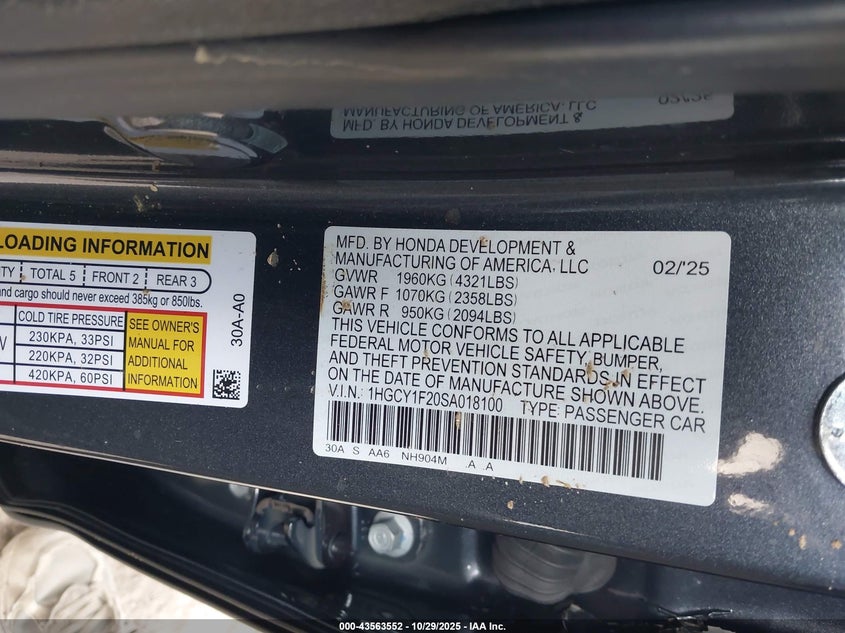 MANUFACTURING OF AMERICA, LLC
MFD. BY HONDA DEVELOPMENT &
02/'25
LOADING INFORMATION
ITY TOTAL 5 FRONT 2 REAR 3
and cargo should never exceed 385kg or 850lbs.
COLD TIRE PRESSURE
230KPA, 33PSI
220KPA, 32PSI
420KPA, 60PSI
SEE OWNER'S
MANUAL FOR
ADDITIONAL
INFORMATION
30A-A0
MFD. BY HONDA DEVELOPMENT &
MANUFACTURING OF AMERICA, LLC 02/'25
GVWR 1960KG (4321LBS)
GAWR F 1070KG (2358LBS)
GAWR R 950KG (2094LBS)
THIS VEHICLE CONFORMS TO ALL APPLICABLE
FEDERAL MOTOR VEHICLE SAFETY, BUMPER,
AND THEFT PREVENTION STANDARDS IN EFFECT
ON THE DATE OF MANUFACTURE SHOWN ABOVE.
V.I.N.: 1HGCY1F20SA018100 TYPE: PASSENGER CAR
30A S AA6 NH904M .A .A
000-43563552 - 10/29/2025 - IAA Inc.